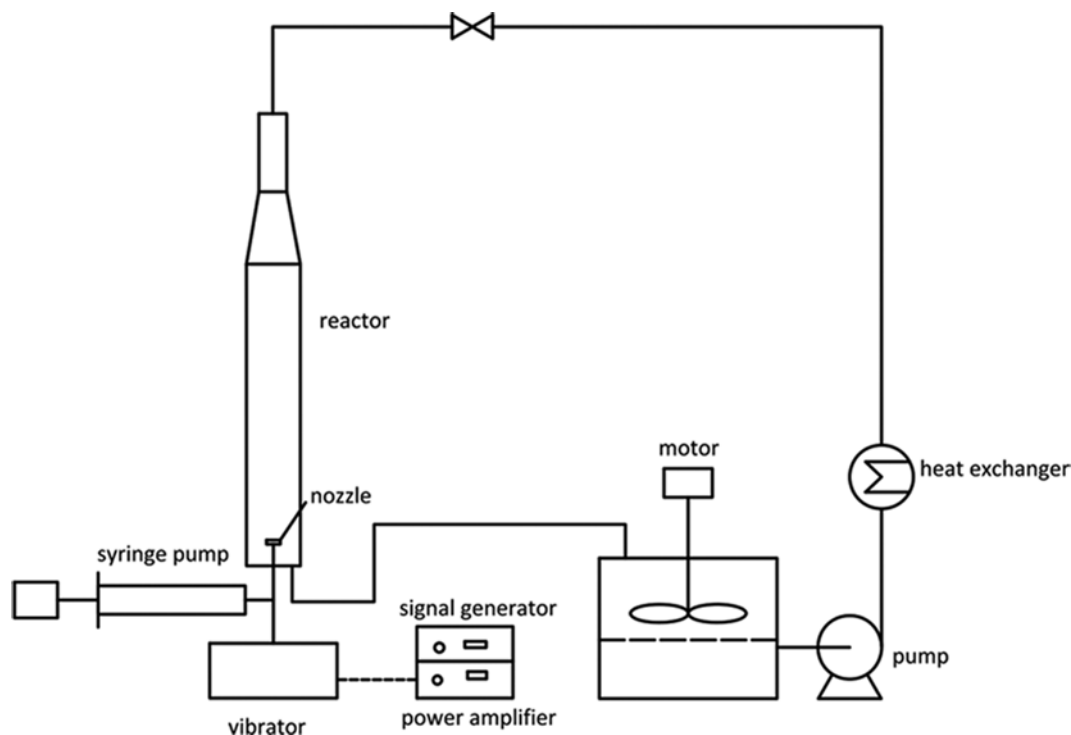 reactor
motor
heat exchanger
nozzle
syringe pump
signal generator
pump
power amplifier
vibrator